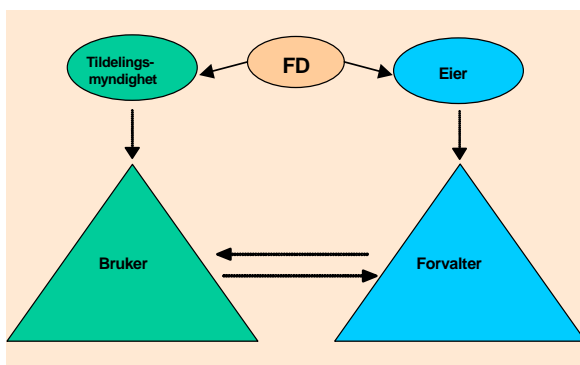 Tildelings-
myndighet
FD
Eier
Bruker
Forvalter